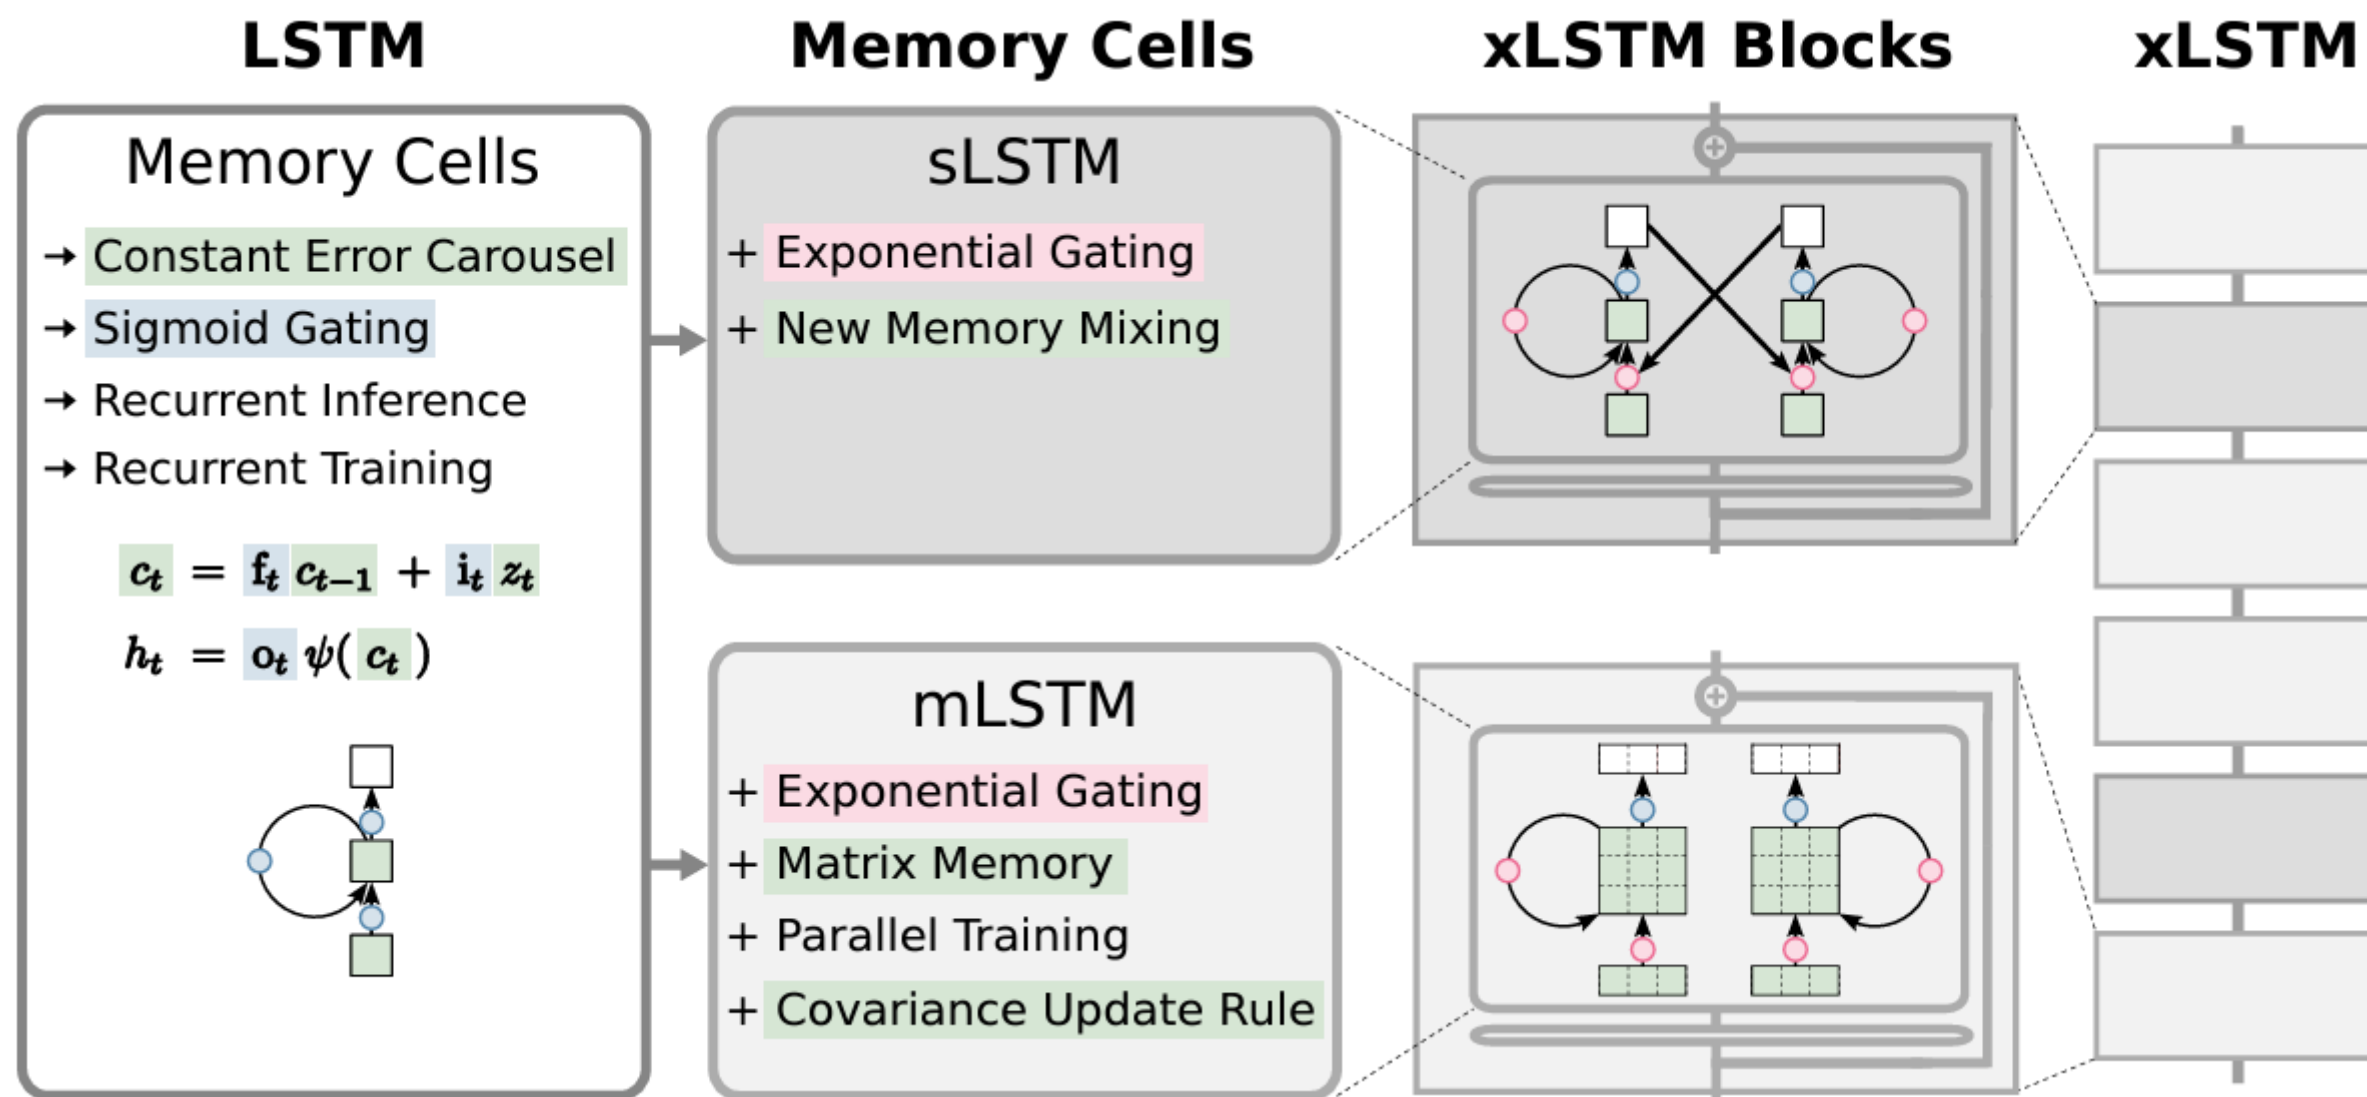 LSTM
Memory Cells
xLSTM Blocks
xLSTM
Memory Cells
→ Constant Error Carousel
→ Sigmoid Gating
→ Recurrent Inference
→ Recurrent Training
c_t = f_t c_{t−1} + i_t z_t
h_t = o_t ψ( c_t )
sLSTM
+ Exponential Gating
+ New Memory Mixing
mLSTM
+ Exponential Gating
+ Matrix Memory
+ Parallel Training
+ Covariance Update Rule